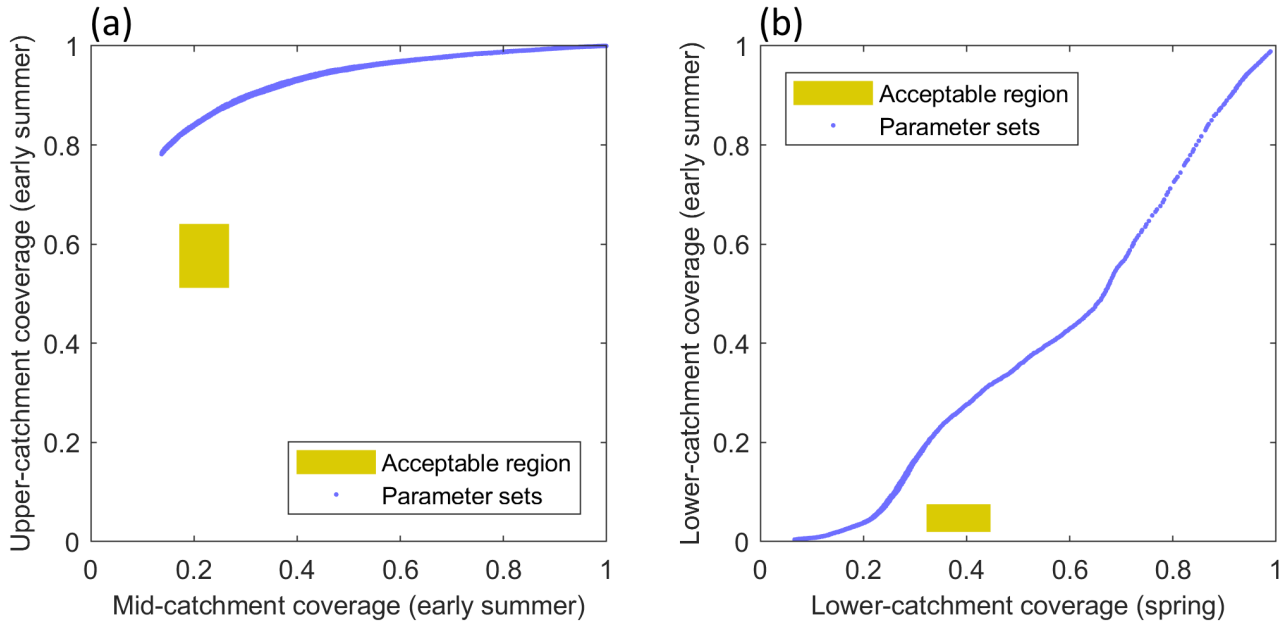 (a)
1
0.8
0.6
0.4
0.2
0
0
0.2
0.4
0.6
0.8
1
Upper-catchment coeverage (early summer)
Mid-catchment coverage (early summer)
Acceptable region
Parameter sets
(b)
1
0.8
0.6
0.4
0.2
0
0
0.2
0.4
0.6
0.8
1
Lower-catchment coverage (early summer)
Lower-catchment coverage (spring)
Acceptable region
Parameter sets